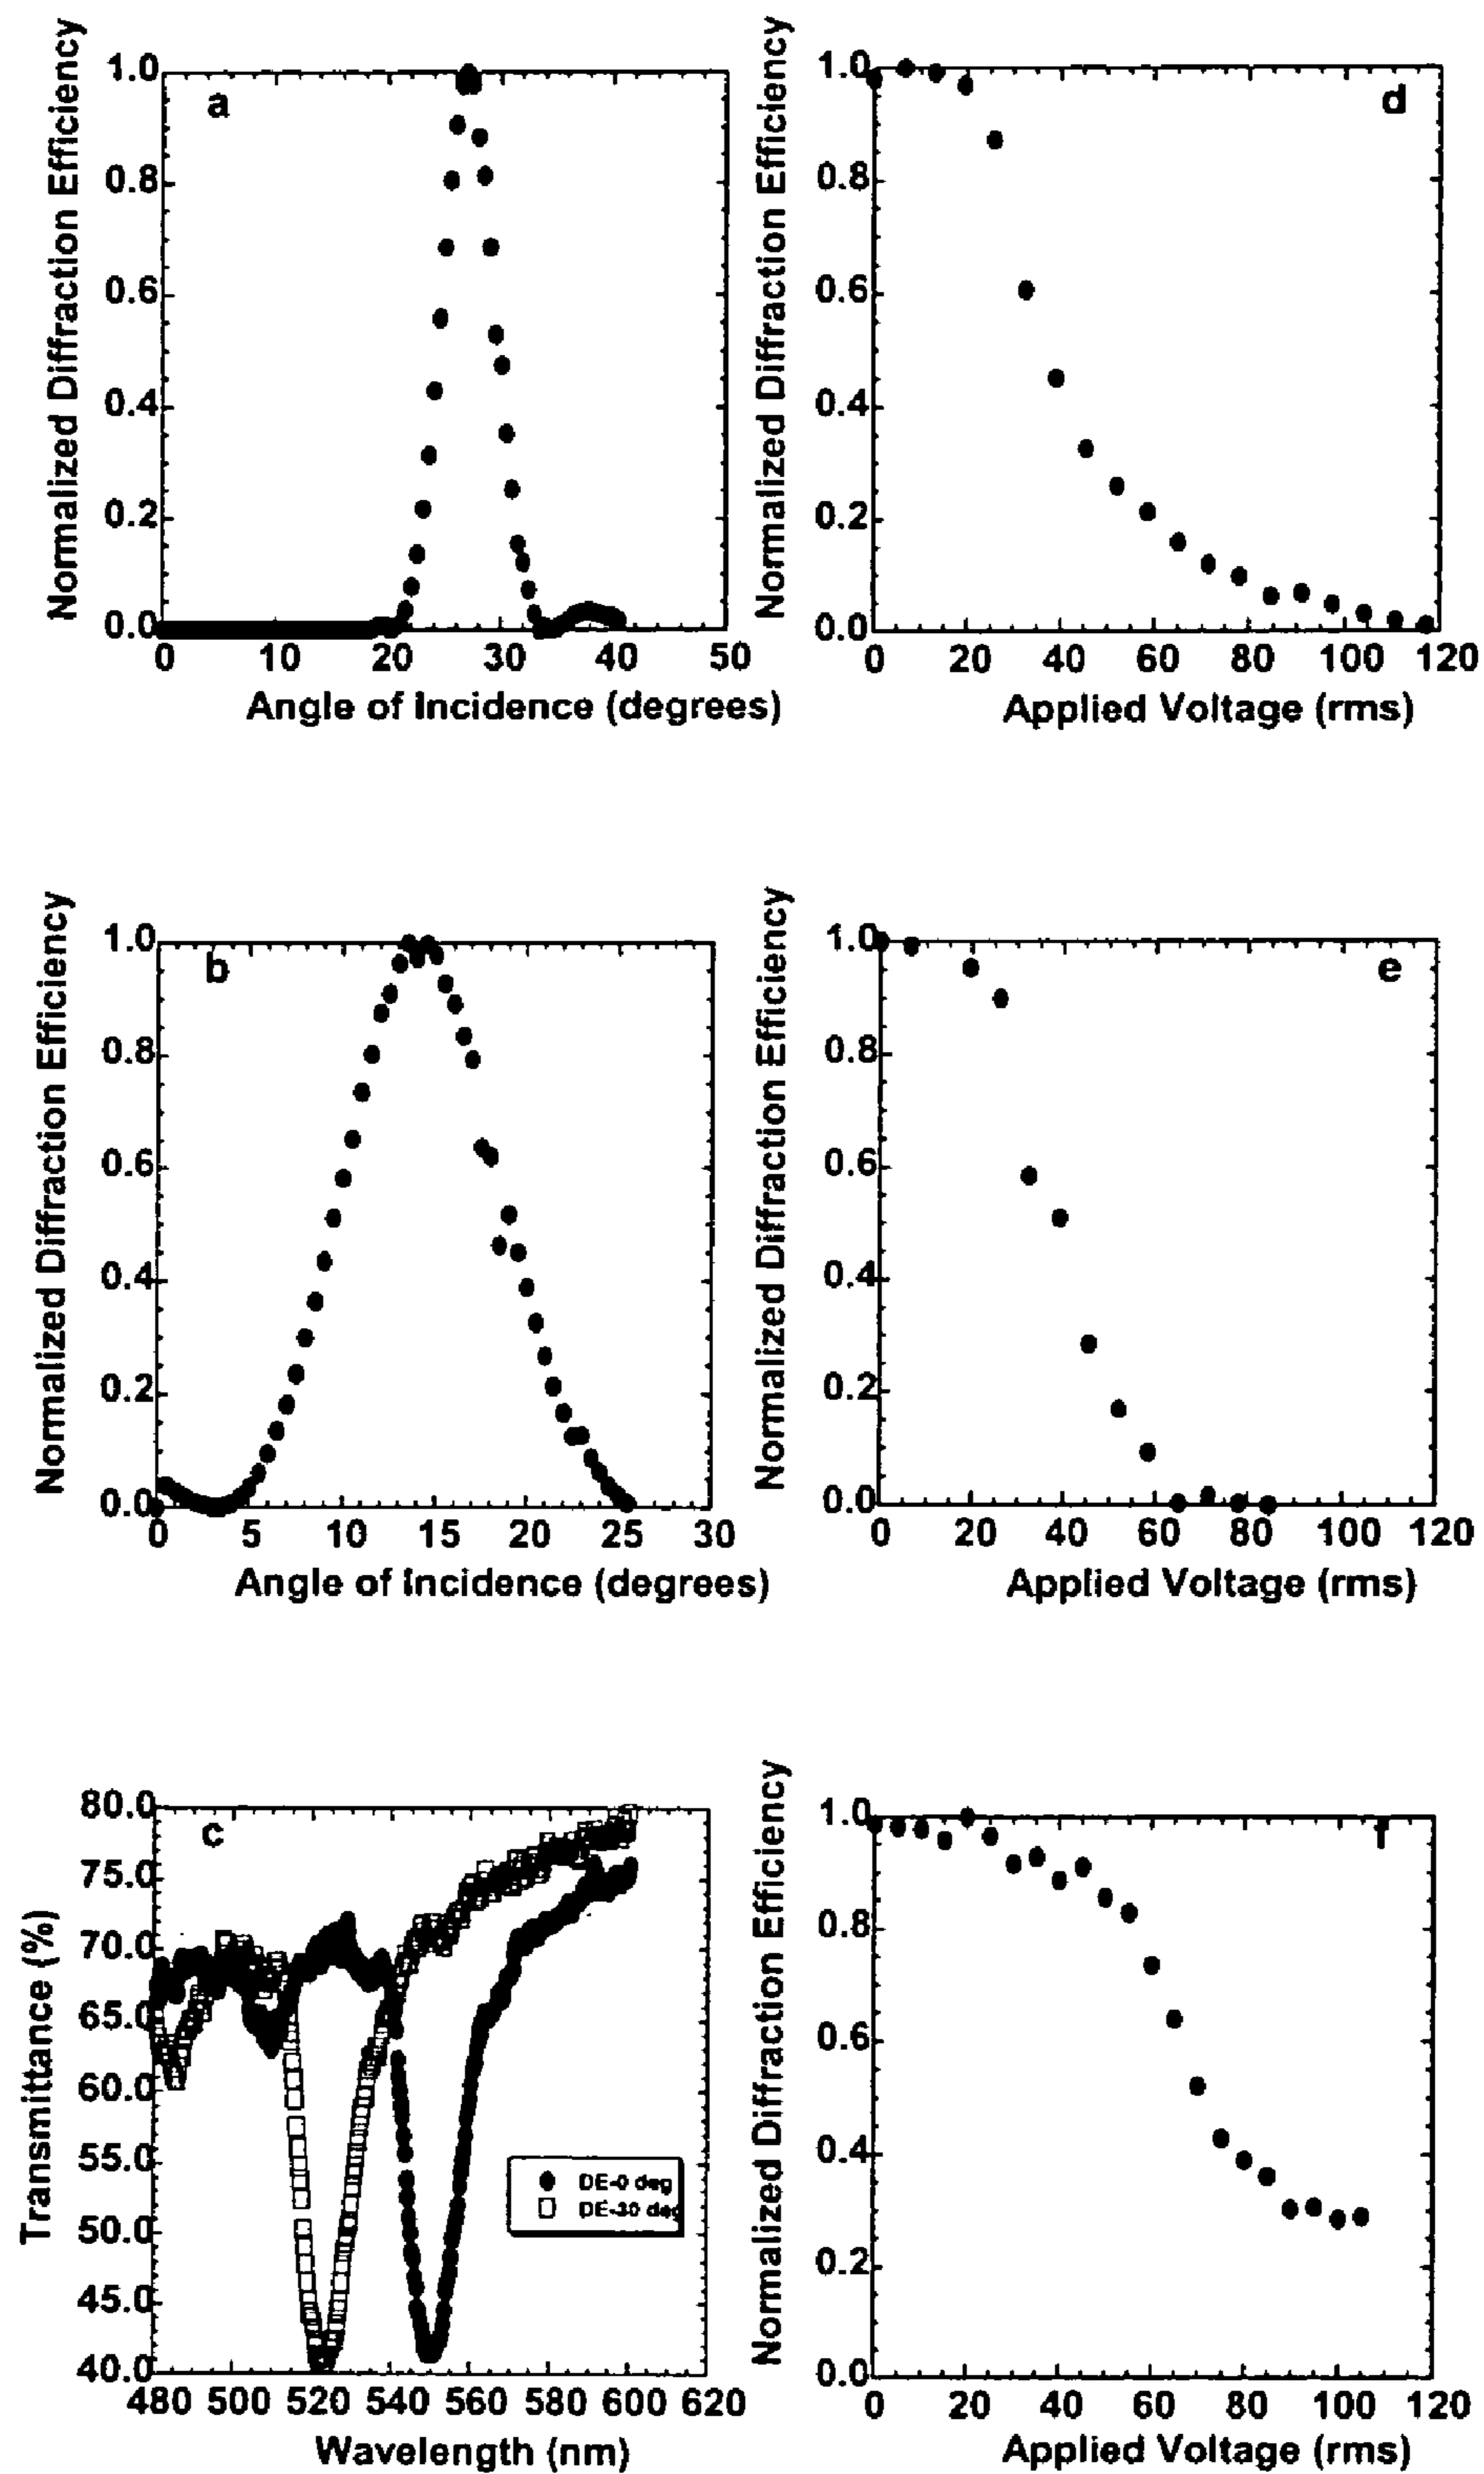 Normalized Diffraction Efficiency
1.0
0.8
0.6
0.4
0.2
0.0
a
0 10 20 30 40 50
Angle of Incidence (degrees)
Normalized Diffraction Efficiency
1.0
0.8
0.6
0.4
0.2
0.0
d
0 20 40 60 80 100 120
Applied Voltage (rms)
Normalized Diffraction Efficiency
1.0
0.8
0.6
0.4
0.2
0.0
b
0 5 10 15 20 25 30
Angle of Incidence (degrees)
Normalized Diffraction Efficiency
1.0
0.8
0.6
0.4
0.2
0.0
e
0 20 40 60 80 100 120
Applied Voltage (rms)
Transmittance (%)
80.0
75.0
70.0
65.0
60.0
55.0
50.0
45.0
40.0
c
DE-0 deg
DE-30 deg
480 500 520 540 560 580 600 620
Wavelength (nm)
Normalized Diffraction Efficiency
1.0
0.8
0.6
0.4
0.2
0.0
f
0 20 40 60 80 100 120
Applied Voltage (rms)